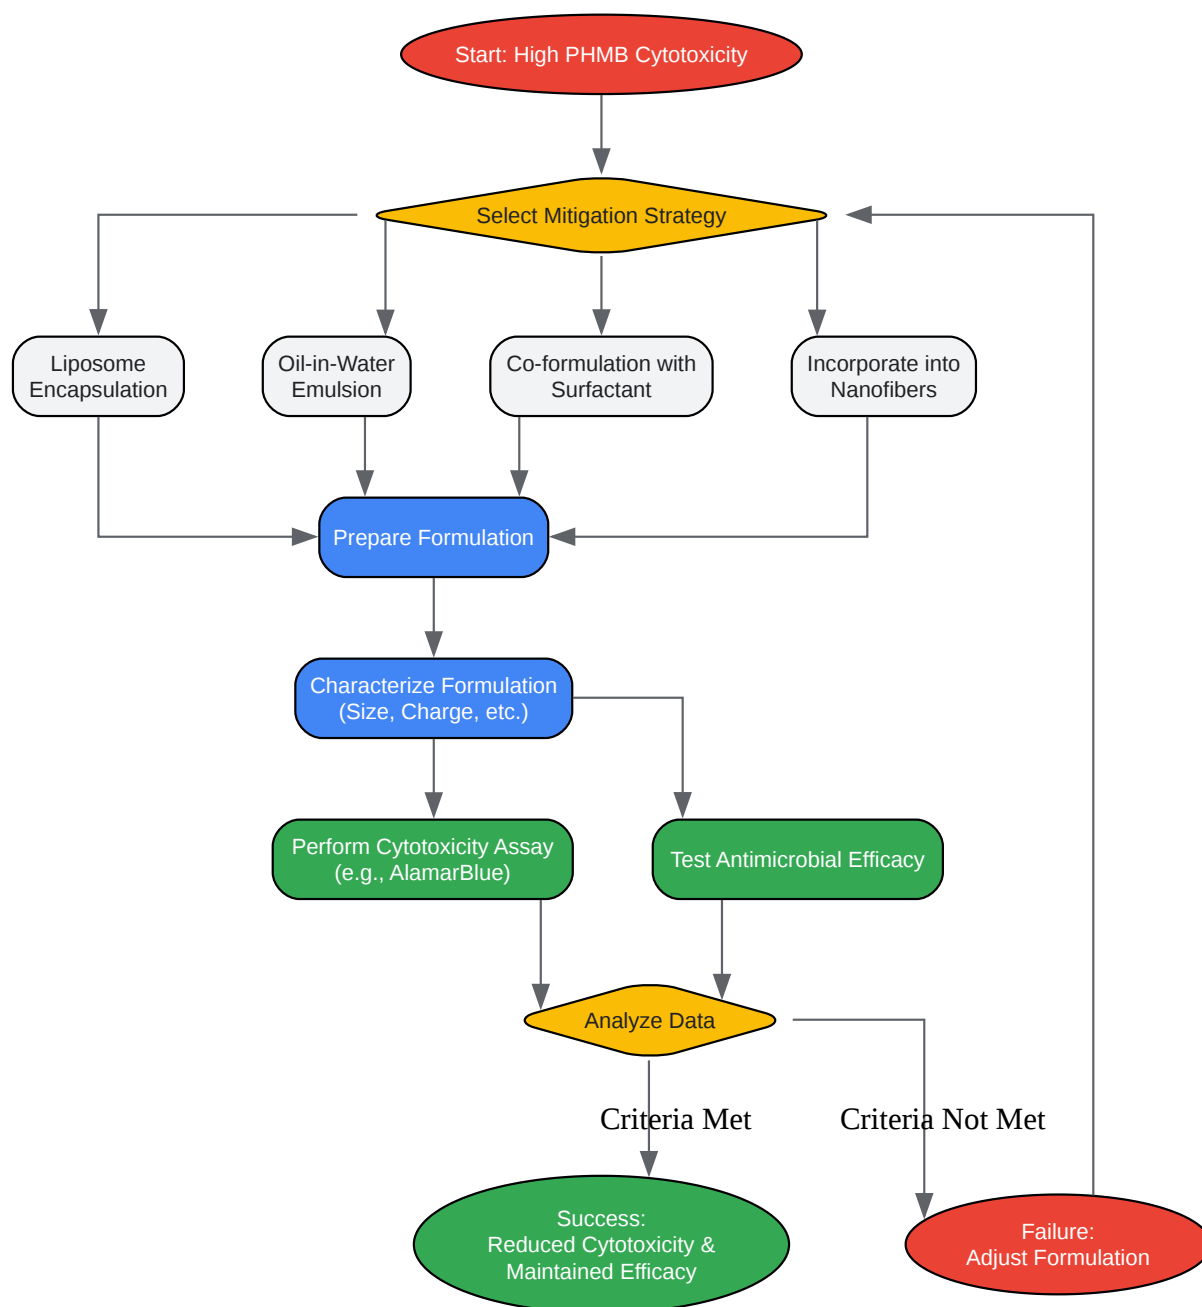 Start: High PHMB Cytotoxicity
Select Mitigation Strategy
Liposome
Encapsulation
Oil-in-Water
Emulsion
Co-formulation with
Surfactant
Incorporate into
Nanofibers
Prepare Formulation
Characterize Formulation
(Size, Charge, etc.)
Perform Cytotoxicity Assay
(e.g., AlamarBlue)
Test Antimicrobial Efficacy
Analyze Data
Criteria Met
Criteria Not Met
Success:
Reduced Cytotoxicity &
Maintained Efficacy
Failure:
Adjust Formulation